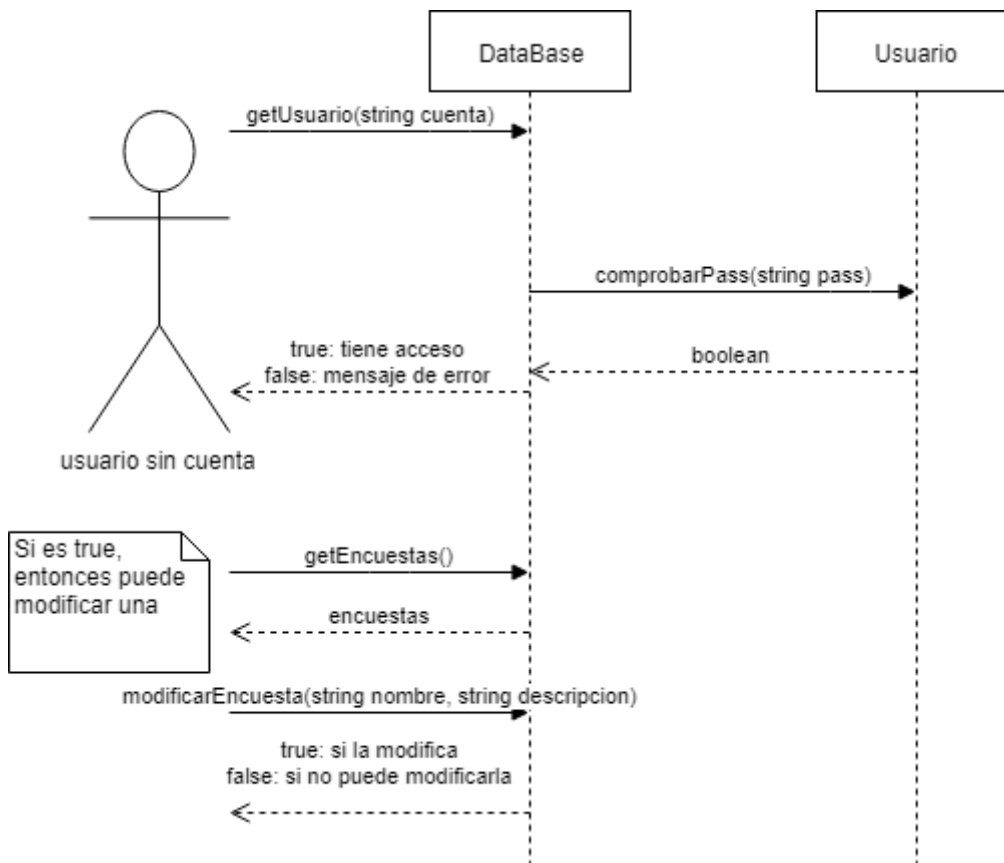 DataBase
Usuario
getUsuario(string cuenta)
comprobarPass(string pass)
true: tiene acceso
false: mensaje de error
boolean
usuario sin cuenta
Si es true,
entonces puede
modificar una
getEncuestas()
encuestas
modificarEncuesta(string nombre, string descripcion)
true: si la modifica
false: si no puede modificarla